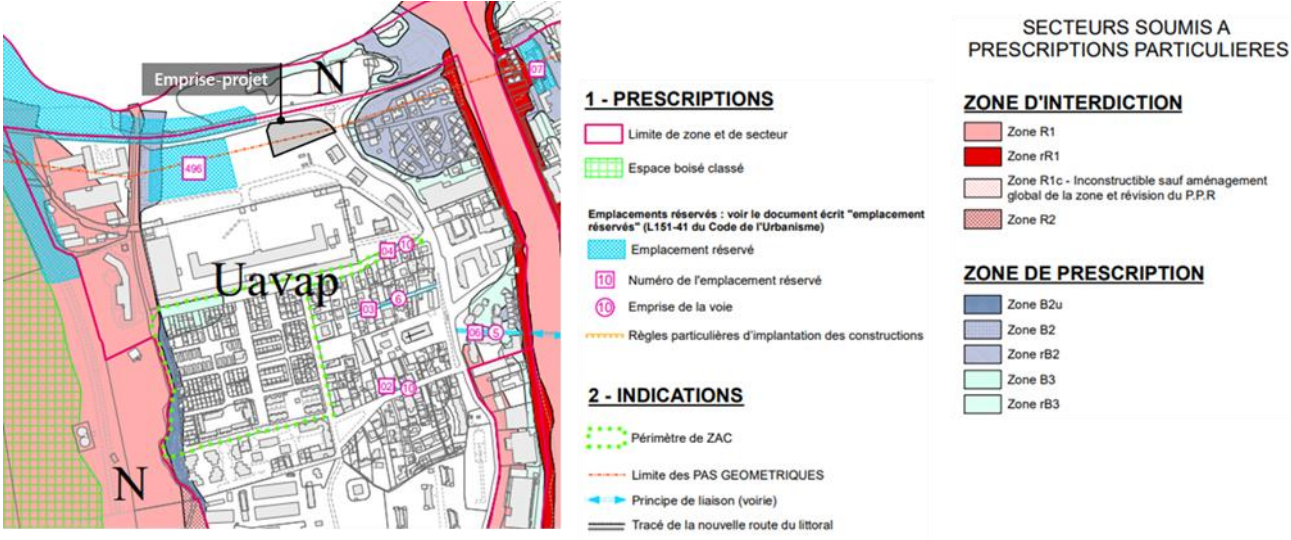 Emprise-projet
N
07
496
Uavap
04
10
03
6
06
5
02
10
N
1 - PRESCRIPTIONS
Limite de zone et de secteur
Espace boisé classé
Emplacements réservés : voir le document écrit "emplacement
réservés" (L151-41 du Code de l'Urbanisme)
Emplacement réservé
10 Numéro de l'emplacement réservé
10 Emprise de la voie
Règles particulières d'implantation des constructions
2 - INDICATIONS
Périmètre de ZAC
Limite des PAS GEOMETRIQUES
Principe de liaison (voirie)
Tracé de la nouvelle route du littoral
SECTEURS SOUMIS A
PRESCRIPTIONS PARTICULIERES
ZONE D'INTERDICTION
Zone R1
Zone rR1
Zone R1c - Inconstructible sauf aménagement
global de la zone et révision du P.P.R
Zone R2
ZONE DE PRESCRIPTION
Zone B2u
Zone B2
Zone rB2
Zone B3
Zone rB3